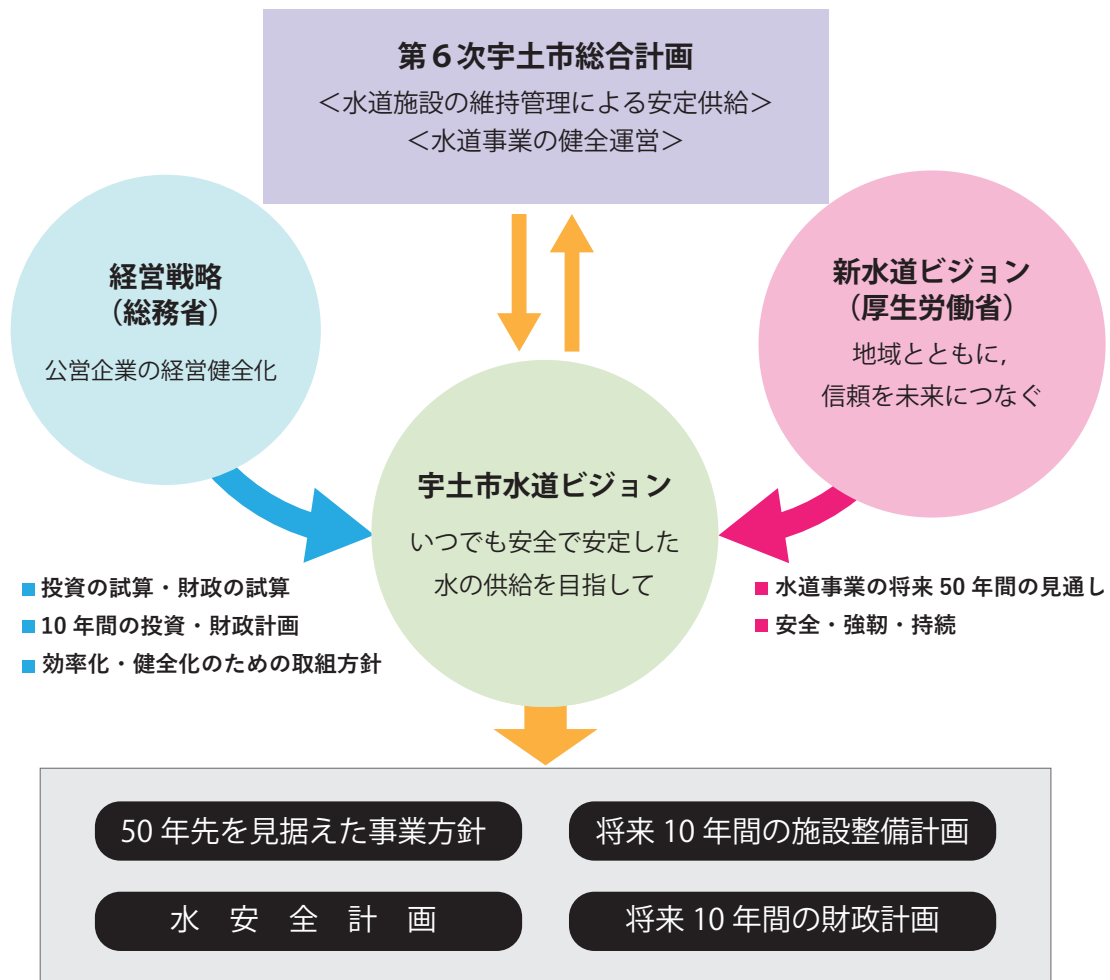 第６次宇土市総合計画
＜水道施設の維持管理による安定供給＞
＜水道事業の健全運営＞
経営戦略
（総務省）
公営企業の経営健全化
新水道ビジョン
（厚生労働省）
地域とともに,
信頼を未来につなぐ
宇土市水道ビジョン
いつでも安全で安定した
水の供給を目指して
■ 投資の試算・財政の試算
■ 10 年間の投資・財政計画
■ 効率化・健全化のための取組方針
■ 水道事業の将来 50 年間の見通し
■ 安全・強靭・持続
50 年先を見据えた事業方針
将来 10 年間の施設整備計画
水　安　全　計　画
将来 10 年間の財政計画